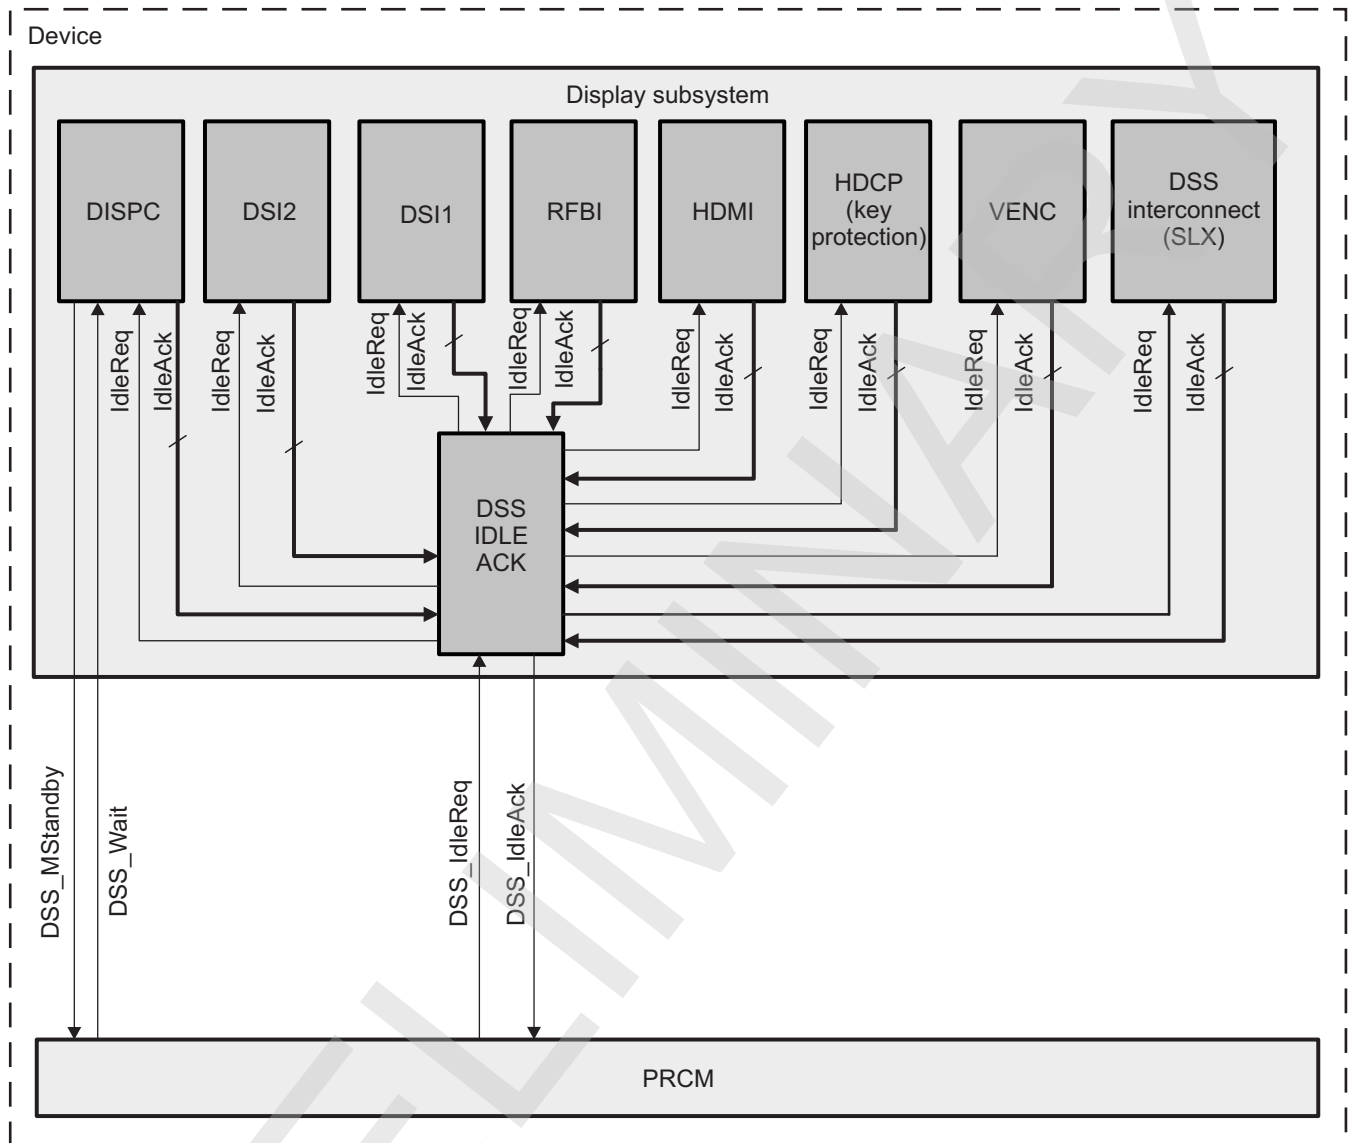 Device
Display subsystem
DISPC
DSI2
DSI1
RFBI
HDMI
HDCP
(key
protection)
VENC
DSS
interconnect
(SLX)
IdleReq
IdleAck
IdleReq
IdleAck
IdleReq
IdleAck
IdleReq
IdleAck
IdleReq
IdleAck
IdleReq
IdleAck
IdleReq
IdleAck
IdleReq
IdleAck
DSS
IDLE
ACK
DSS_MStandby
DSS_Wait
DSS_IdleReq
DSS_IdleAck
PRCM
ELIMINARY